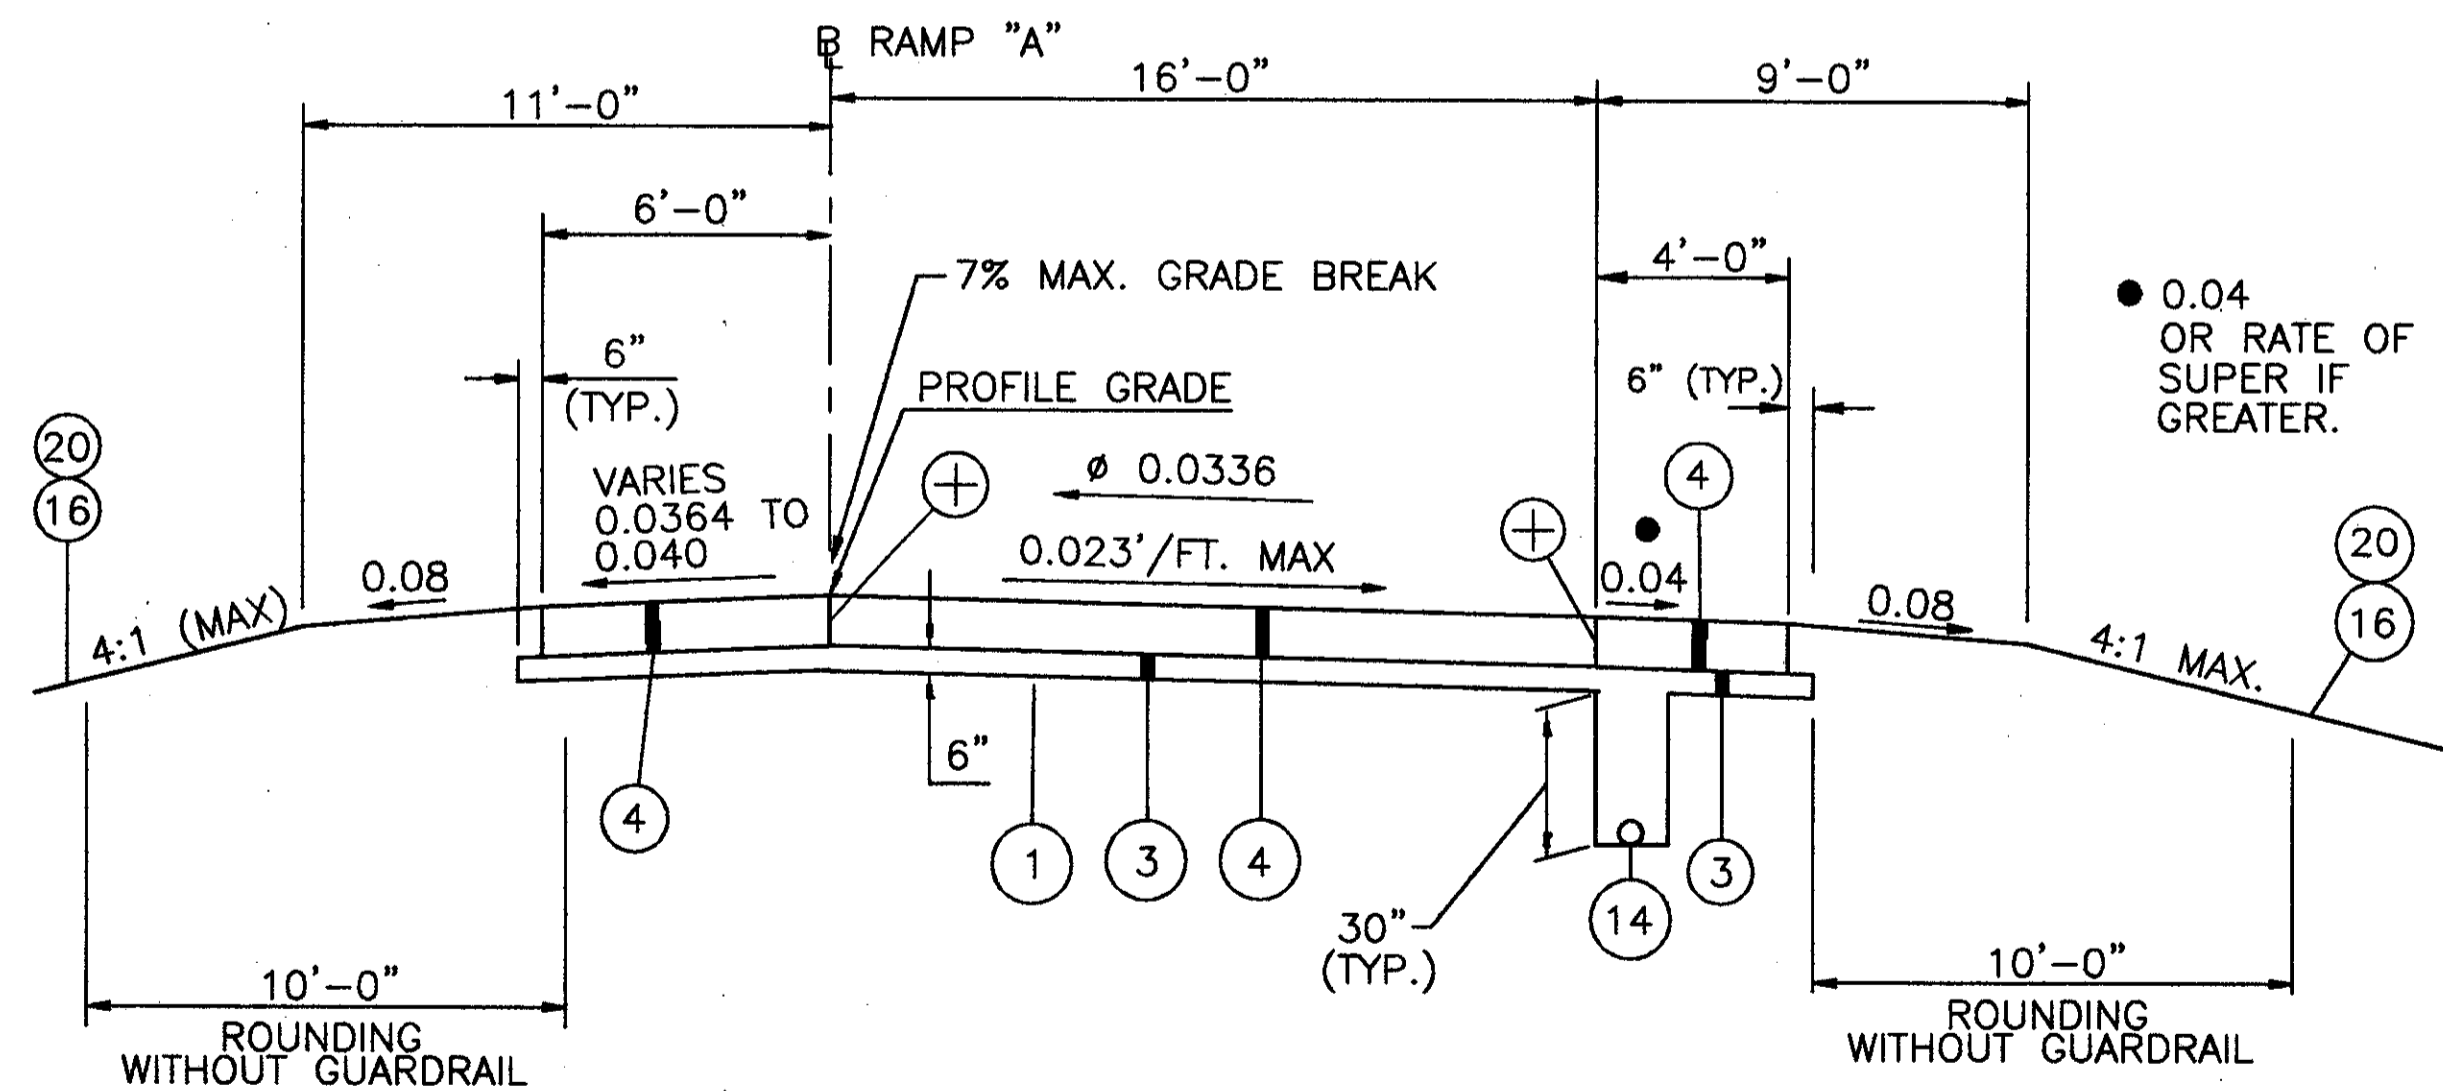 B RAMP "A"
16'-0"
9'-0"
11'-0"
6'-0"
4'-0"
7% MAX. GRADE BREAK
● 0.04
OR RATE OF
SUPER IF
GREATER.
6"
(TYP.)
6" (TYP.)
PROFILE GRADE
20
16
VARIES
0.0364 TO
0.040
ø 0.0336
4
0.023'/FT. MAX
0.04
0.08
0.08
20
16
4:1 (MAX)
4:1 MAX.
6"
4
1
3
4
3
14
30"
(TYP.)
10'-0"
ROUNDING
WITHOUT GUARDRAIL
10'-0"
ROUNDING
WITHOUT GUARDRAIL